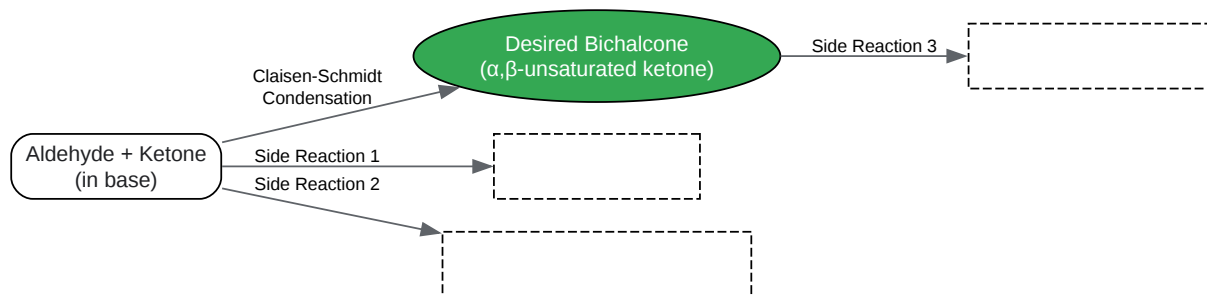 Desired Bichalcone
(α,β-unsaturated ketone)
Side Reaction 3
Claisen-Schmidt
Condensation
Aldehyde + Ketone
(in base)
Side Reaction 1
Side Reaction 2